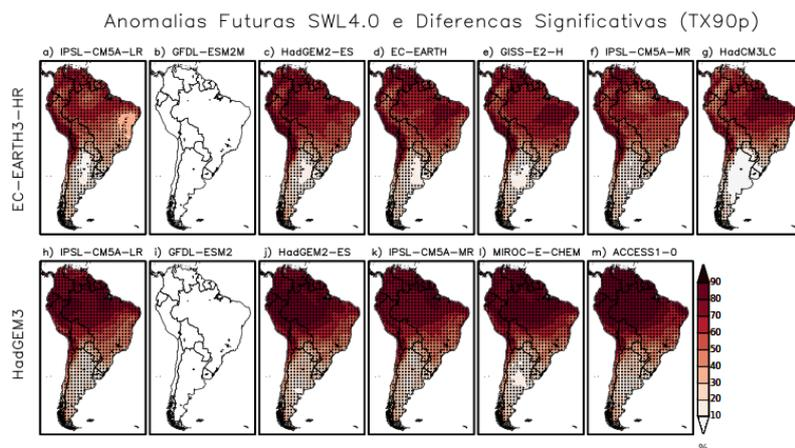 Anomalias Futuras SWL4.0 e Diferencas Significativas (TX90p)
a) IPSL-CM5A-LR b) GFDL-ESM2M c) HadGEM2-ES d) EC-EARTH e) GISS-E2-H f) IPSL-CM5A-MR g) HadCM3LC
EC-EARTH3-HR
h) IPSL-CM5A-LR i) GFDL-ESM2 j) HadGEM2-ES k) IPSL-CM5A-MR l) MIROC-E-CHEM m) ACCESS1-0
HadGEM3
90
80
70
60
50
40
30
20
10
%